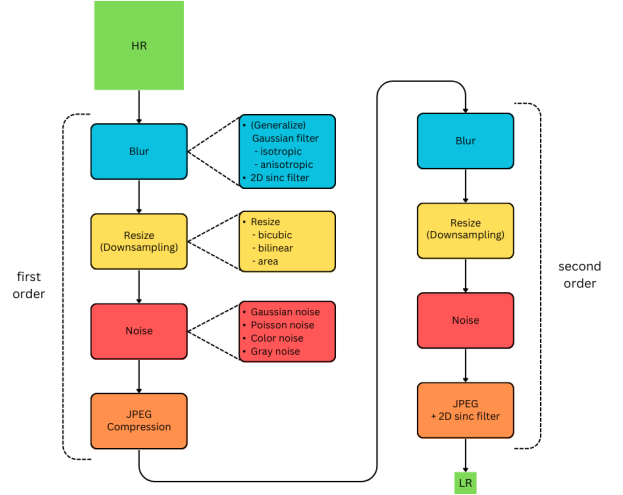 HR
first
order
Blur
• (Generalize)
Gaussian filter
- isotropic
- anisotropic
• 2D sinc filter
Resize
(Downsampling)
• Resize
- bicubic
- bilinear
- area
Noise
• Gaussian noise
• Poisson noise
• Color noise
• Gray noise
JPEG
Compression
second
order
Blur
Resize
(Downsampling)
Noise
JPEG
+ 2D sinc filter
LR